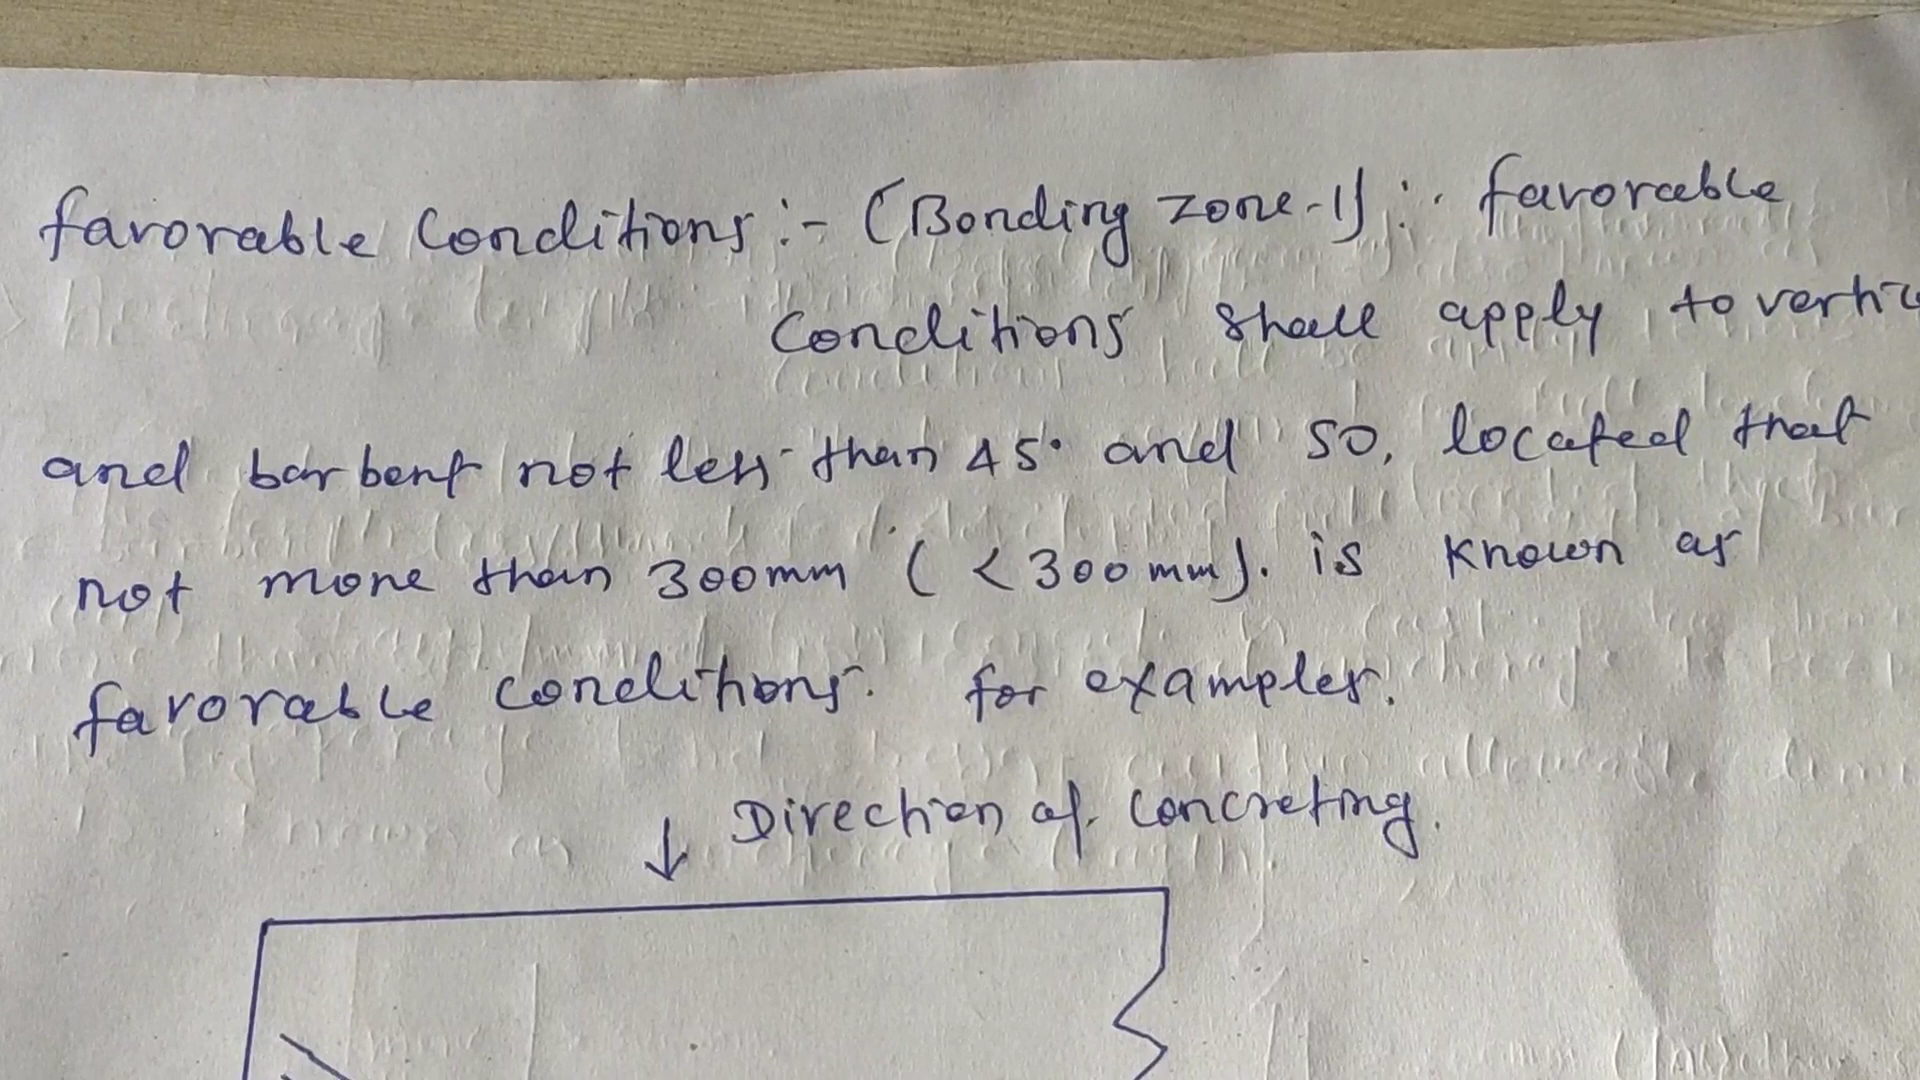 favorable Conditions :- (Bonding zone-1) :- favorable
Conditions shall apply to
and bar bent not less than 45° and so, located that
not more than 300mm ( < 300mm). is known as
favorable conditions. for examples.
↓ Direction of concreting.